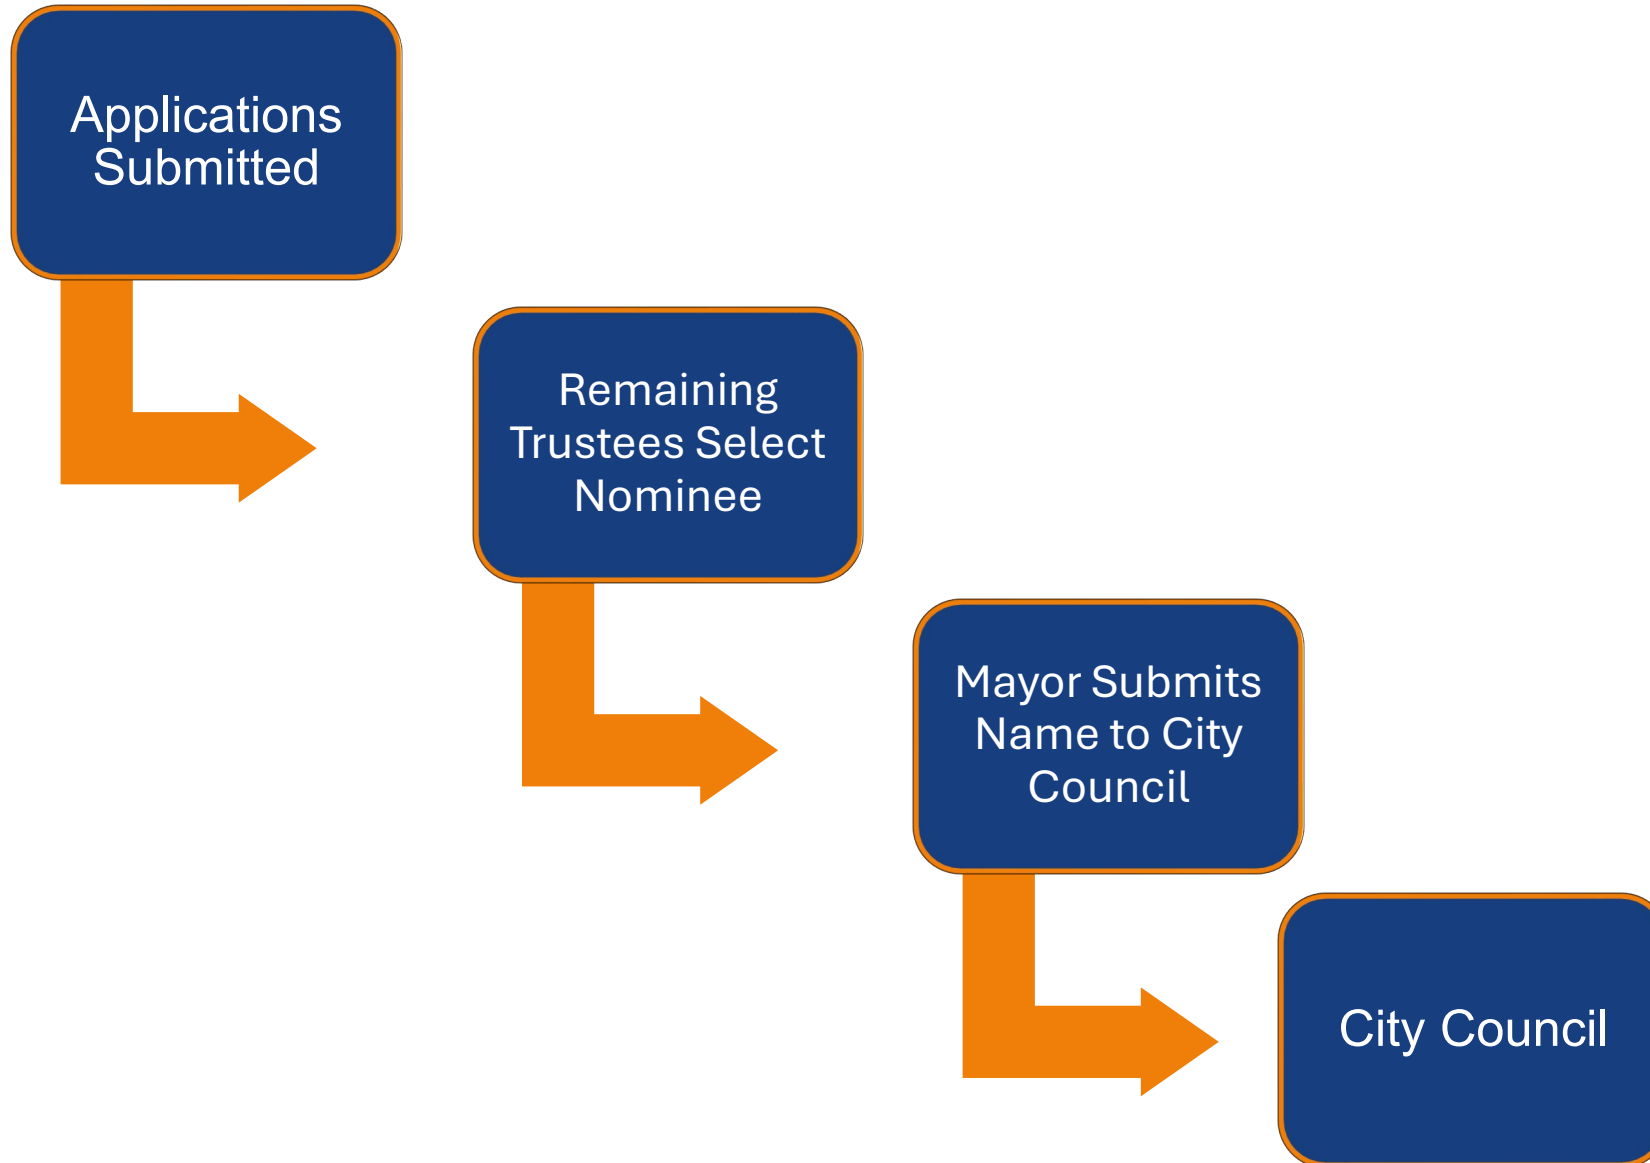 Applications
Submitted
Remaining
Trustees Select
Nominee
Mayor Submits
Name to City
Council
City Council